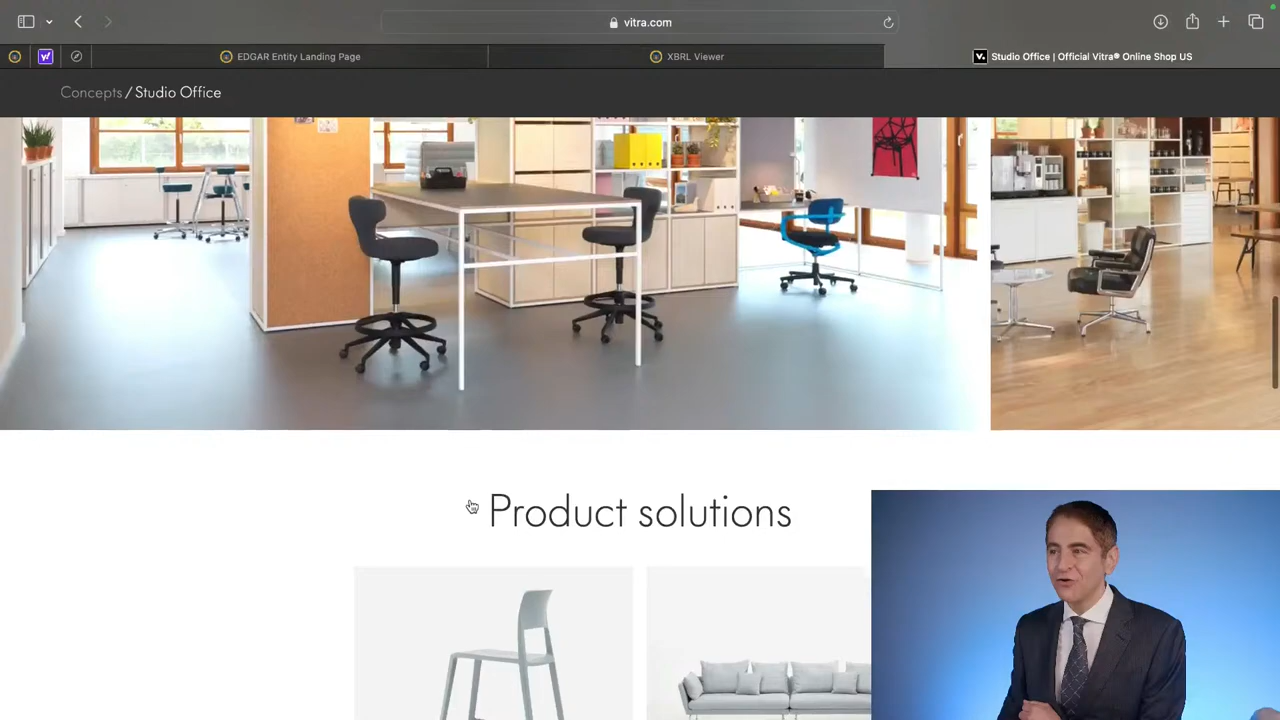 vitra.com
EDGAR Entity Landing Page
XBRL Viewer
v. Studio Office | Official Vitra® Online Shop US
Concepts / Studio Office
Product solutions